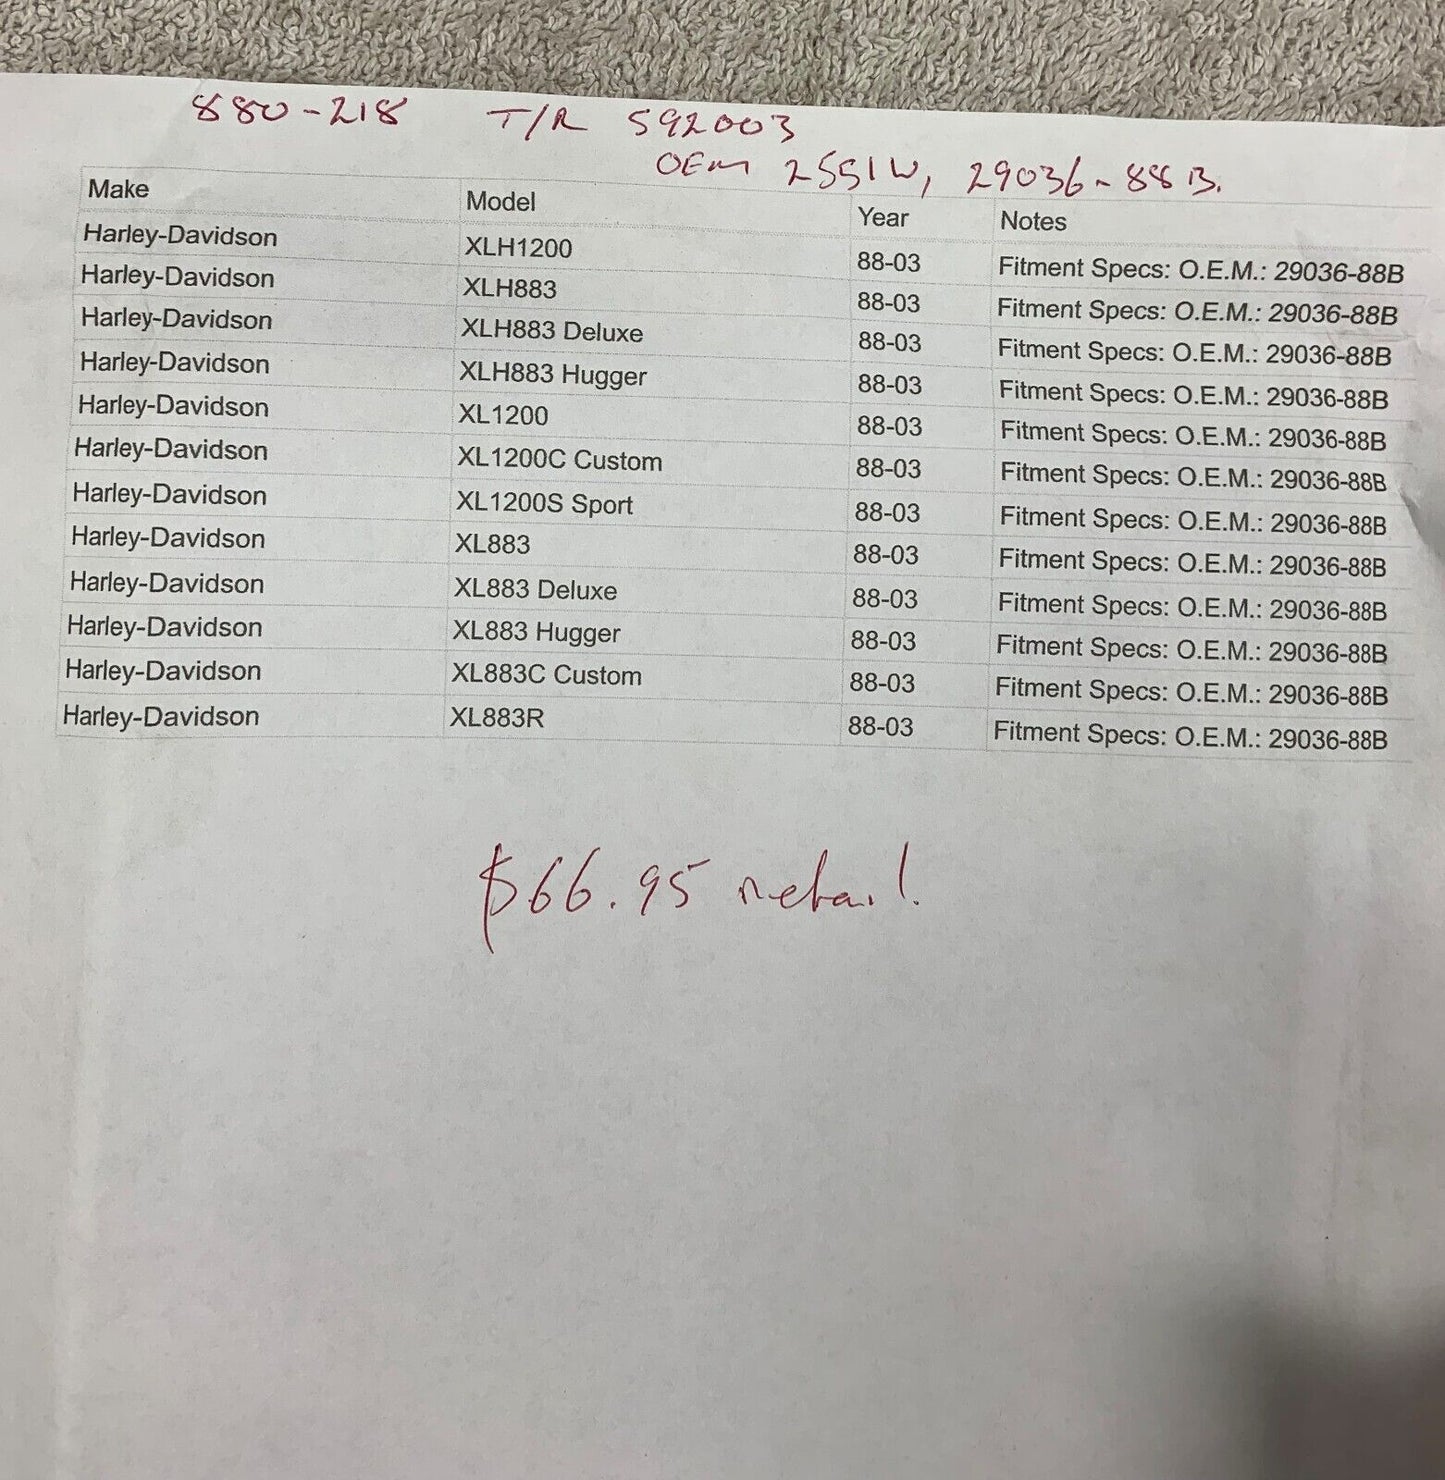 880-218 T/R 592003
OEM 2551W, 29036-88B.
Make Model Year Notes
Harley-Davidson XLH1200 88-03 Fitment Specs: O.E.M.: 29036-88B
Harley-Davidson XLH883 88-03 Fitment Specs: O.E.M.: 29036-88B
Harley-Davidson XLH883 Deluxe 88-03 Fitment Specs: O.E.M.: 29036-88B
Harley-Davidson XLH883 Hugger 88-03 Fitment Specs: O.E.M.: 29036-88B
Harley-Davidson XL1200 88-03 Fitment Specs: O.E.M.: 29036-88B
Harley-Davidson XL1200C Custom 88-03 Fitment Specs: O.E.M.: 29036-88B
Harley-Davidson XL1200S Sport 88-03 Fitment Specs: O.E.M.: 29036-88B
Harley-Davidson XL883 88-03 Fitment Specs: O.E.M.: 29036-88B
Harley-Davidson XL883 Deluxe 88-03 Fitment Specs: O.E.M.: 29036-88B
Harley-Davidson XL883 Hugger 88-03 Fitment Specs: O.E.M.: 29036-88B
Harley-Davidson XL883C Custom 88-03 Fitment Specs: O.E.M.: 29036-88B
Harley-Davidson XL883R 88-03 Fitment Specs: O.E.M.: 29036-88B
$66.95 retail.